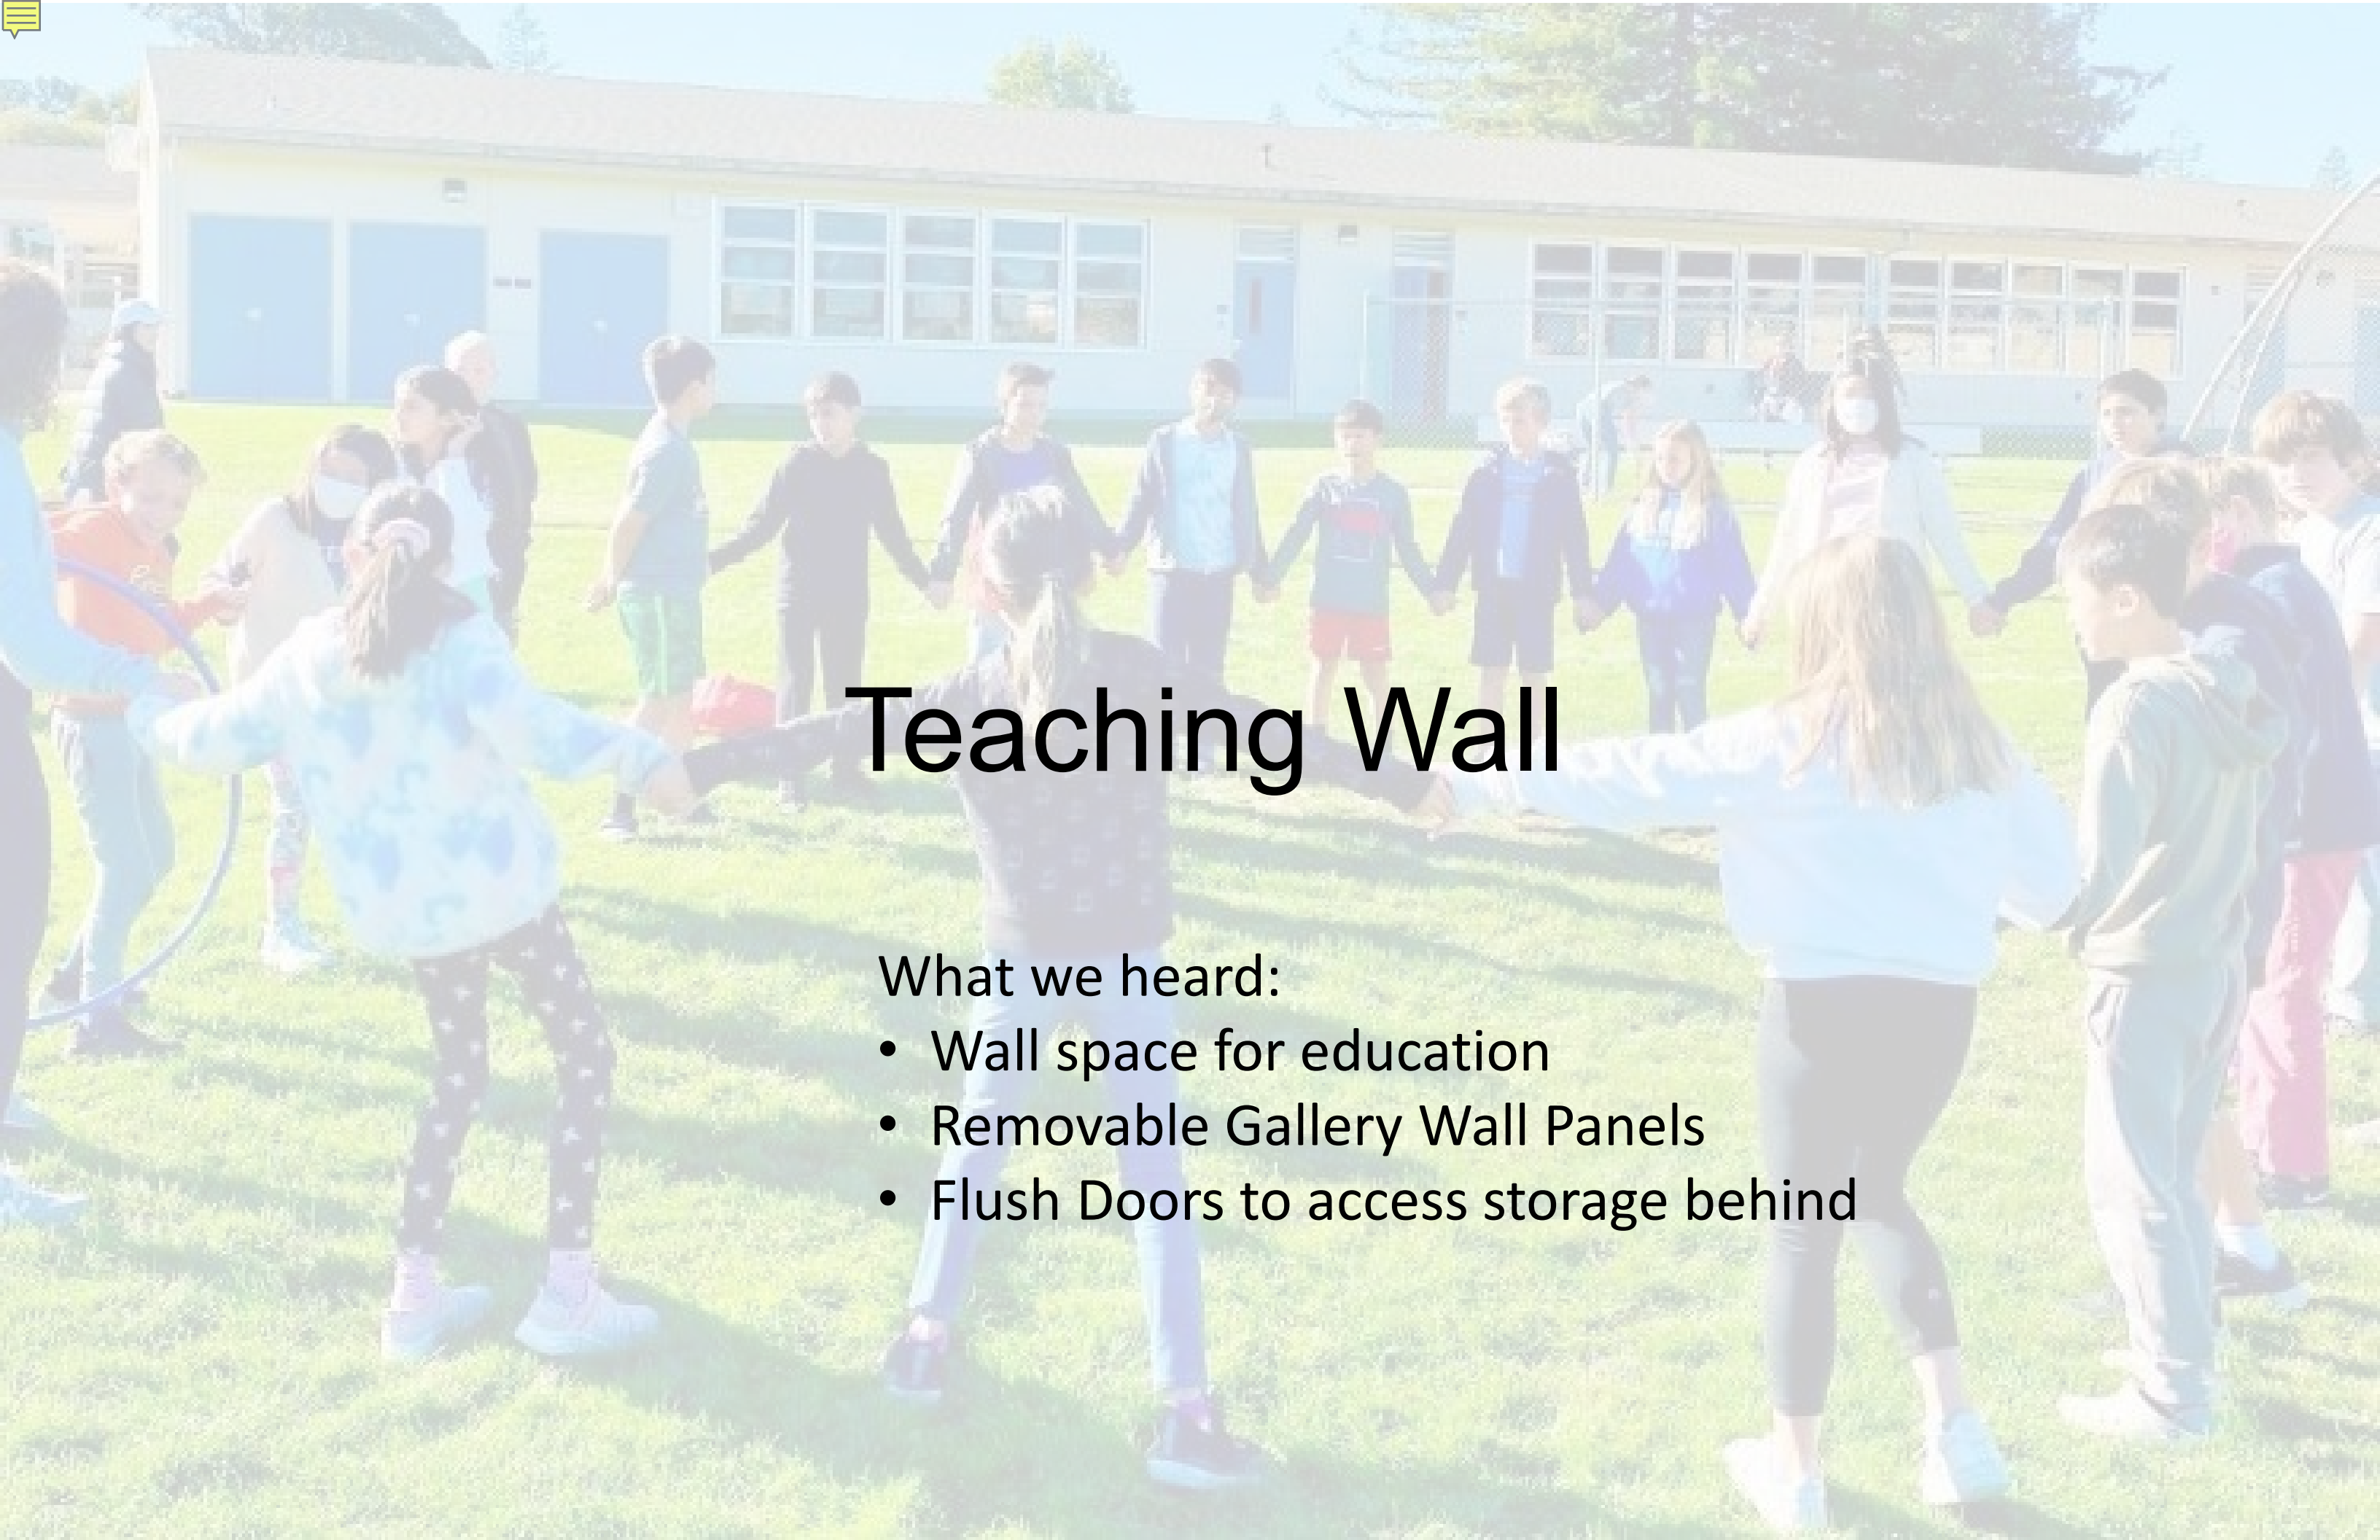 Teaching Wall
What we heard:
• Wall space for education
• Removable Gallery Wall Panels
• Flush Doors to access storage behind